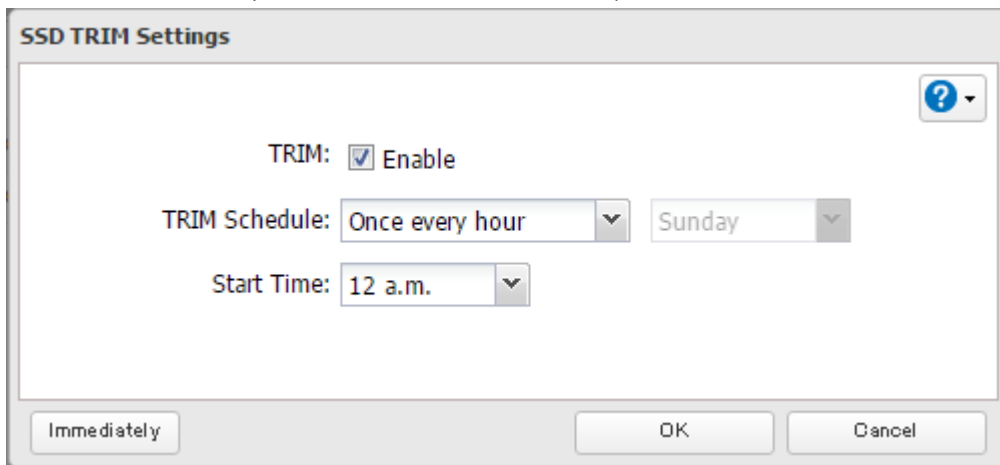 SSD TRIM Settings
?
TRIM: Enable
TRIM Schedule: Once every hour Sunday
Start Time: 12 a.m.
Immediately OK Cancel